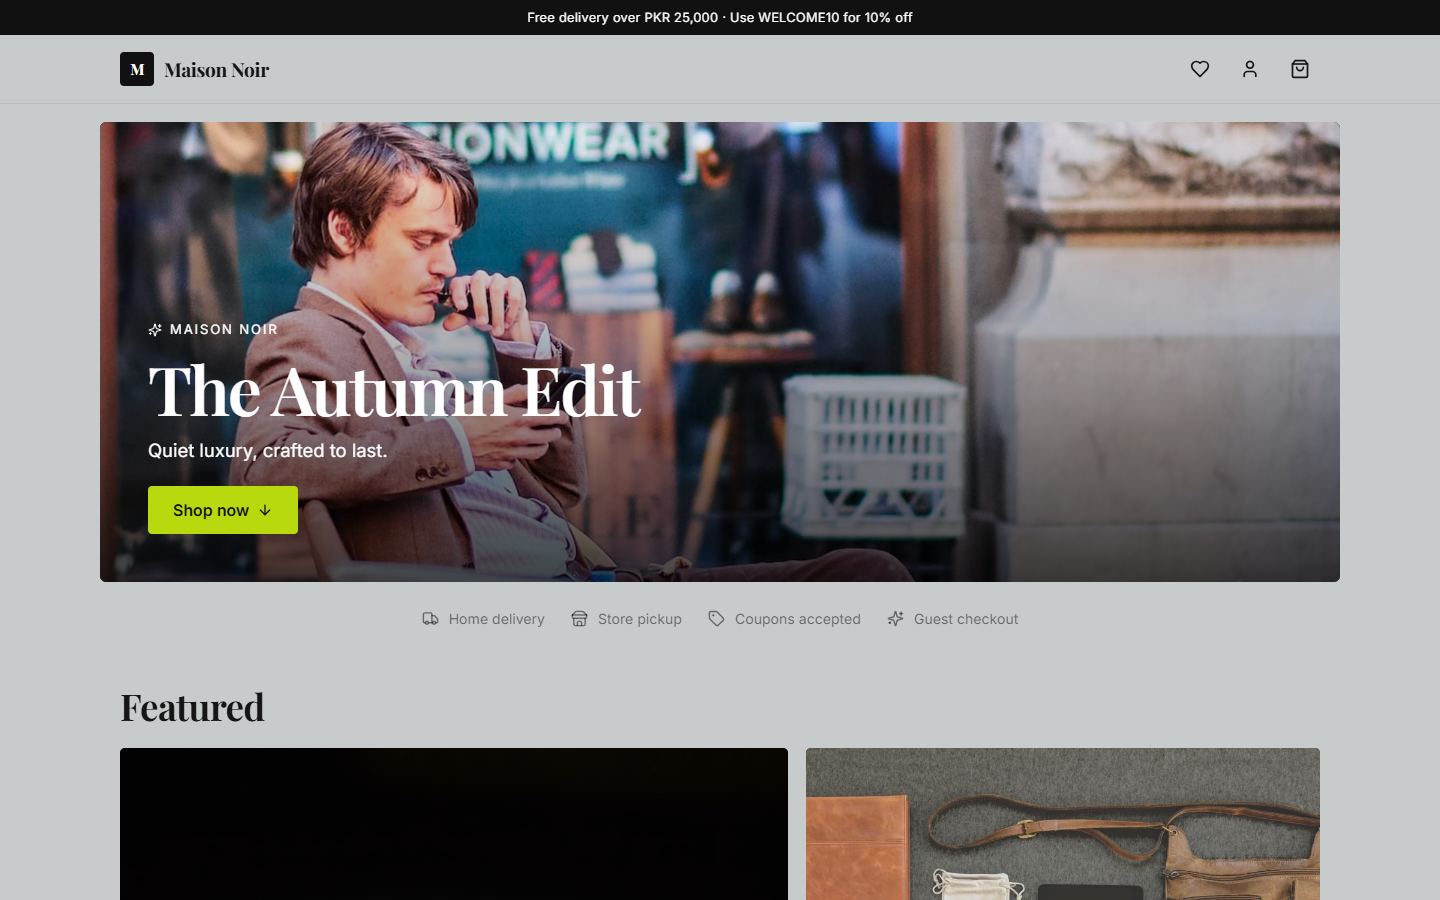 Free delivery over PKR 25,000 · Use WELCOME10 for 10% off
M
Maison Noir
IONWEAR
MAISON NOIR
The Autumn Edit
Quiet luxury, crafted to last.
Shop now
Home delivery
Store pickup
Coupons accepted
Guest checkout
Featured